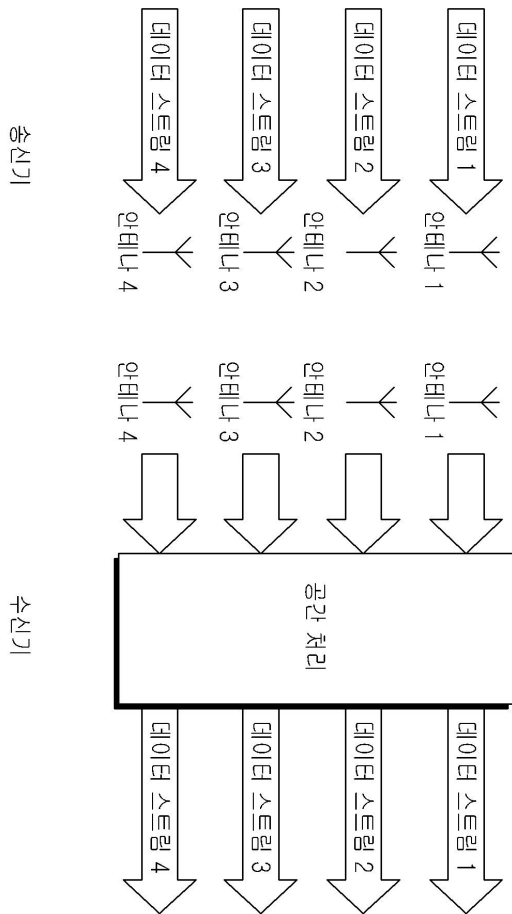 데이터 스트림 1
데이터 스트림 2
데이터 스트림 3
데이터 스트림 4
안테나 1
안테나 2
안테나 3
안테나 4
송신기
안테나 1
안테나 2
안테나 3
안테나 4
공간 처리
데이터 스트림 1
데이터 스트림 2
데이터 스트림 3
데이터 스트림 4
수신기